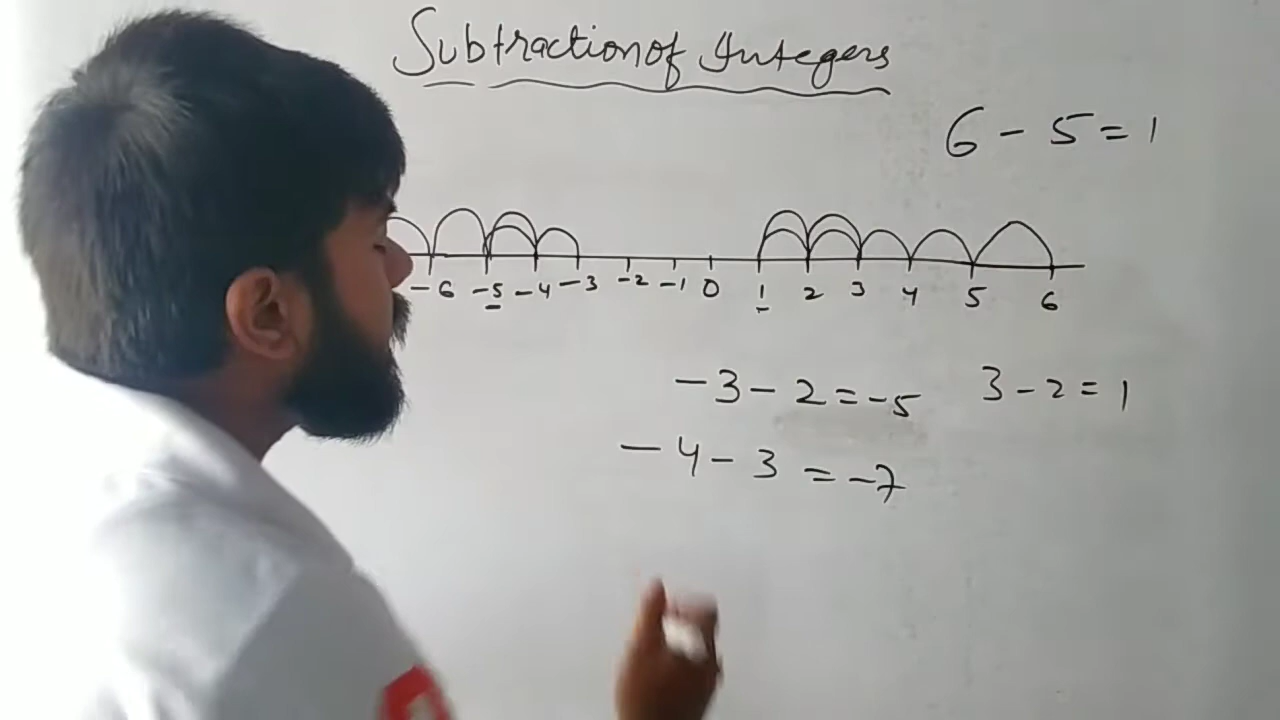 Subtraction of Integers
6 - 5 = 1
-6 -5 -4 -3 -2 -1 0 1 2 3 4 5 6
-3 - 2 = -5
3 - 2 = 1
-4 - 3 = -7